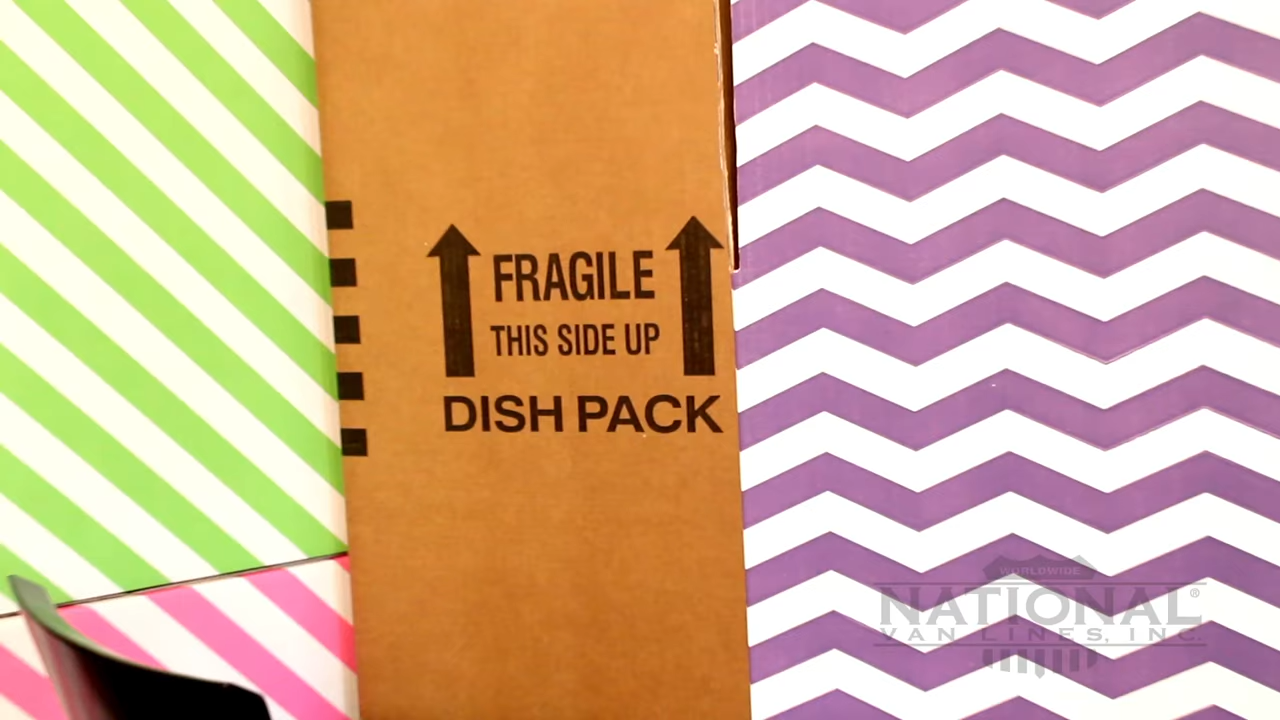 FRAGILE
THIS SIDE UP
DISH PACK
WORLDWIDE
NATIONAL®
VAN LINES, INC.